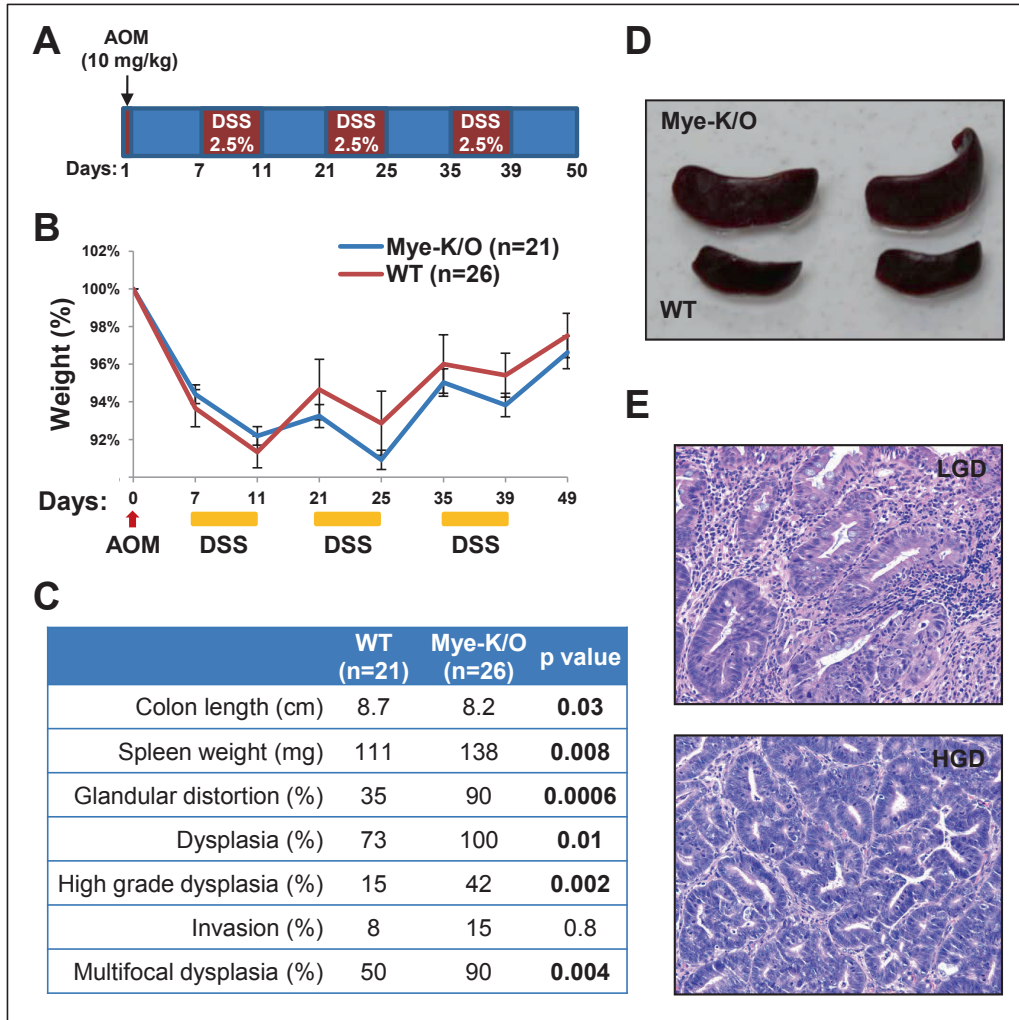 A
AOM
(10 mg/kg)
DSS
2.5%
DSS
2.5%
DSS
2.5%
Days: 1 7 11 21 25 35 39 50
B
102%
100%
98%
96%
94%
92%
Weight (%)
Mye-K/O (n=21)
WT (n=26)
Days: 0 7 11 21 25 35 39 49
AOM DSS DSS DSS
C
WT
(n=21)
Mye-K/O
(n=26)
p value
Colon length (cm) 8.7 8.2 0.03
Spleen weight (mg) 111 138 0.008
Glandular distortion (%) 35 90 0.0006
Dysplasia (%) 73 100 0.01
High grade dysplasia (%) 15 42 0.002
Invasion (%) 8 15 0.8
Multifocal dysplasia (%) 50 90 0.004
D
Mye-K/O
WT
E
LGD
HGD